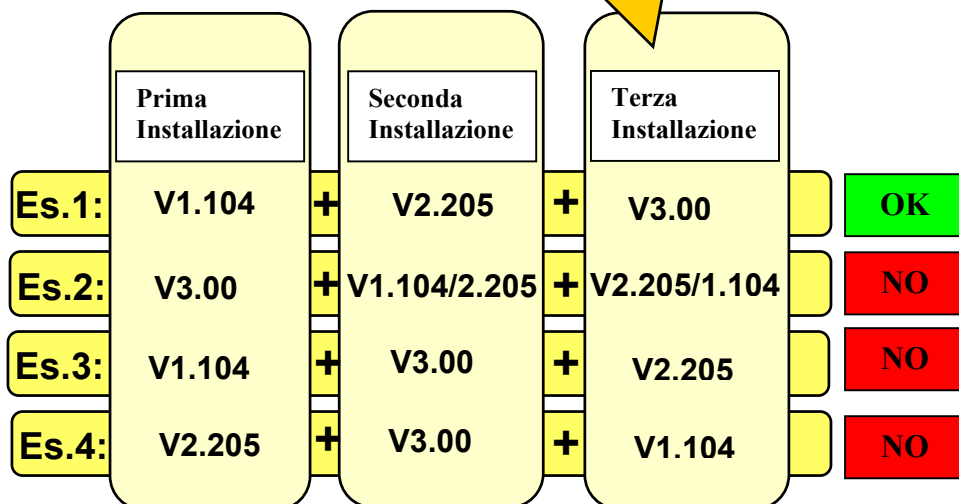 Prima
Installazione
Seconda
Installazione
Terza
Installazione
Es.1: V1.104 + V2.205 + V3.00 OK
Es.2: V3.00 + V1.104/2.205 + V2.205/1.104 NO
Es.3: V1.104 + V3.00 + V2.205 NO
Es.4: V2.205 + V3.00 + V1.104 NO